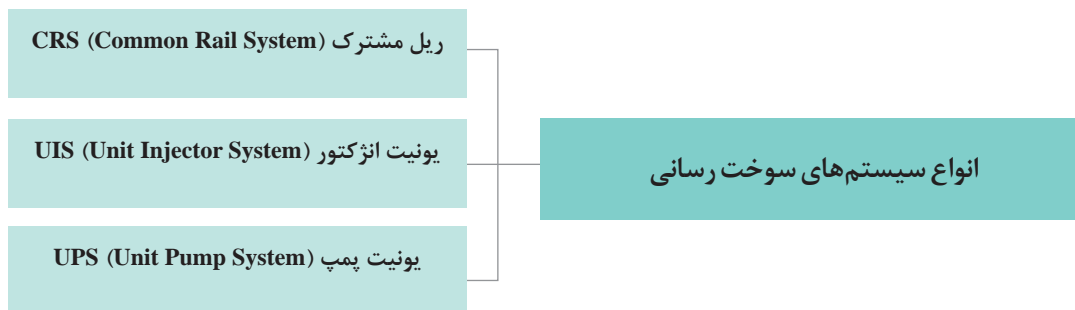 انواع سیستم‌های سوخت رسانی
ریل مشترک CRS (Common Rail System)
یونیت انژکتور UIS (Unit Injector System)
یونیت پمپ UPS (Unit Pump System)